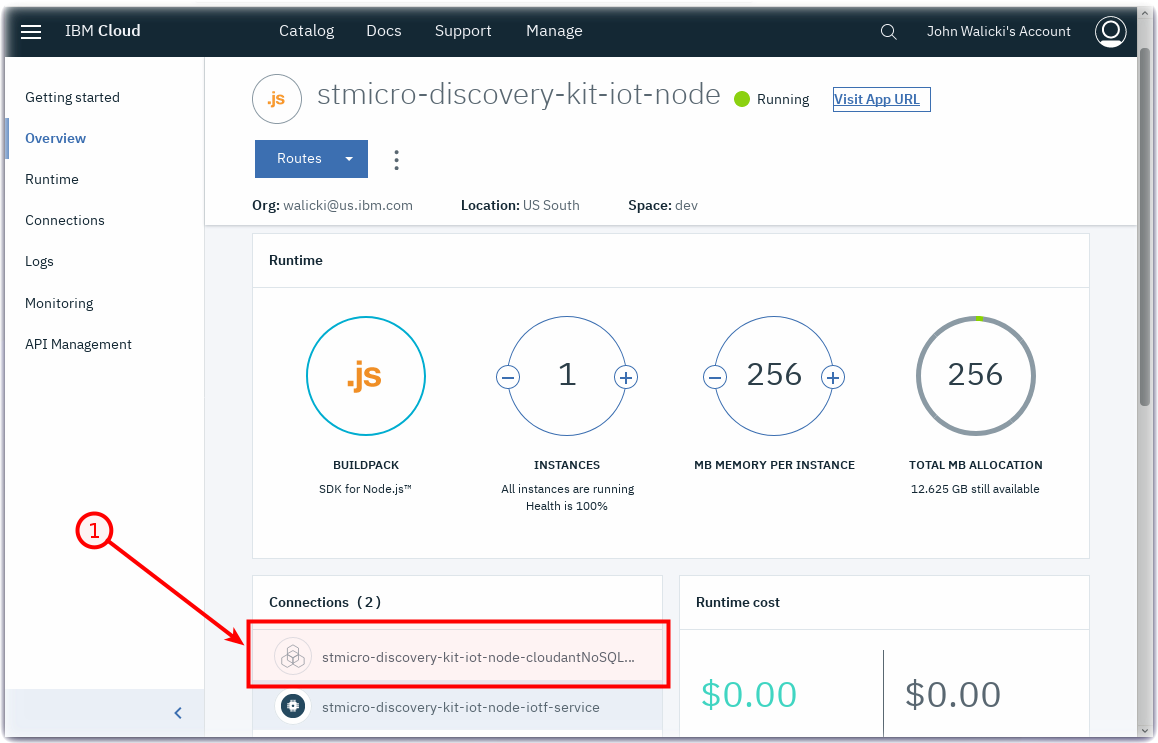 IBM Cloud
Catalog
Docs
Support
Manage
John Walicki's Account
Getting started
Overview
Runtime
Connections
Logs
Monitoring
API Management
.js
stmicro-discovery-kit-iot-node
Running
Visit App URL
Routes
Org: walicki@us.ibm.com
Location: US South
Space: dev
Runtime
.js
BUILDPACK
SDK for Node.js™
1
INSTANCES
All instances are running
Health is 100%
256
MB MEMORY PER INSTANCE
256
TOTAL MB ALLOCATION
12.625 GB still available
1
Connections (2)
stmicro-discovery-kit-iot-node-cloudantNoSQL...
stmicro-discovery-kit-iot-node-iotf-service
Runtime cost
$0.00
$0.00